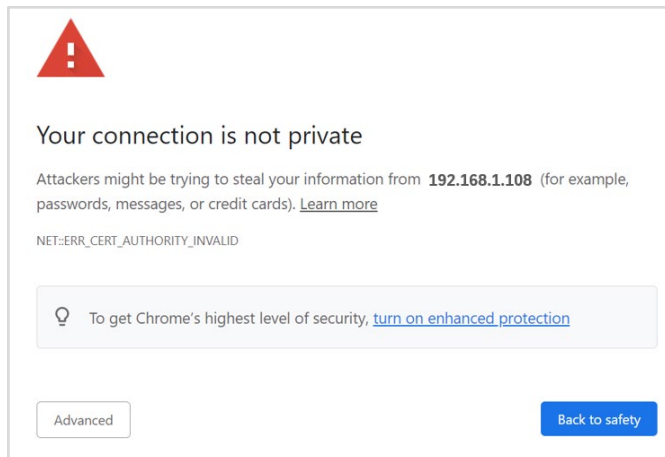 Your connection is not private
Attackers might be trying to steal your information from 192.168.1.108 (for example,
passwords, messages, or credit cards). Learn more
NET::ERR_CERT_AUTHORITY_INVALID
To get Chrome's highest level of security, turn on enhanced protection
Advanced
Back to safety